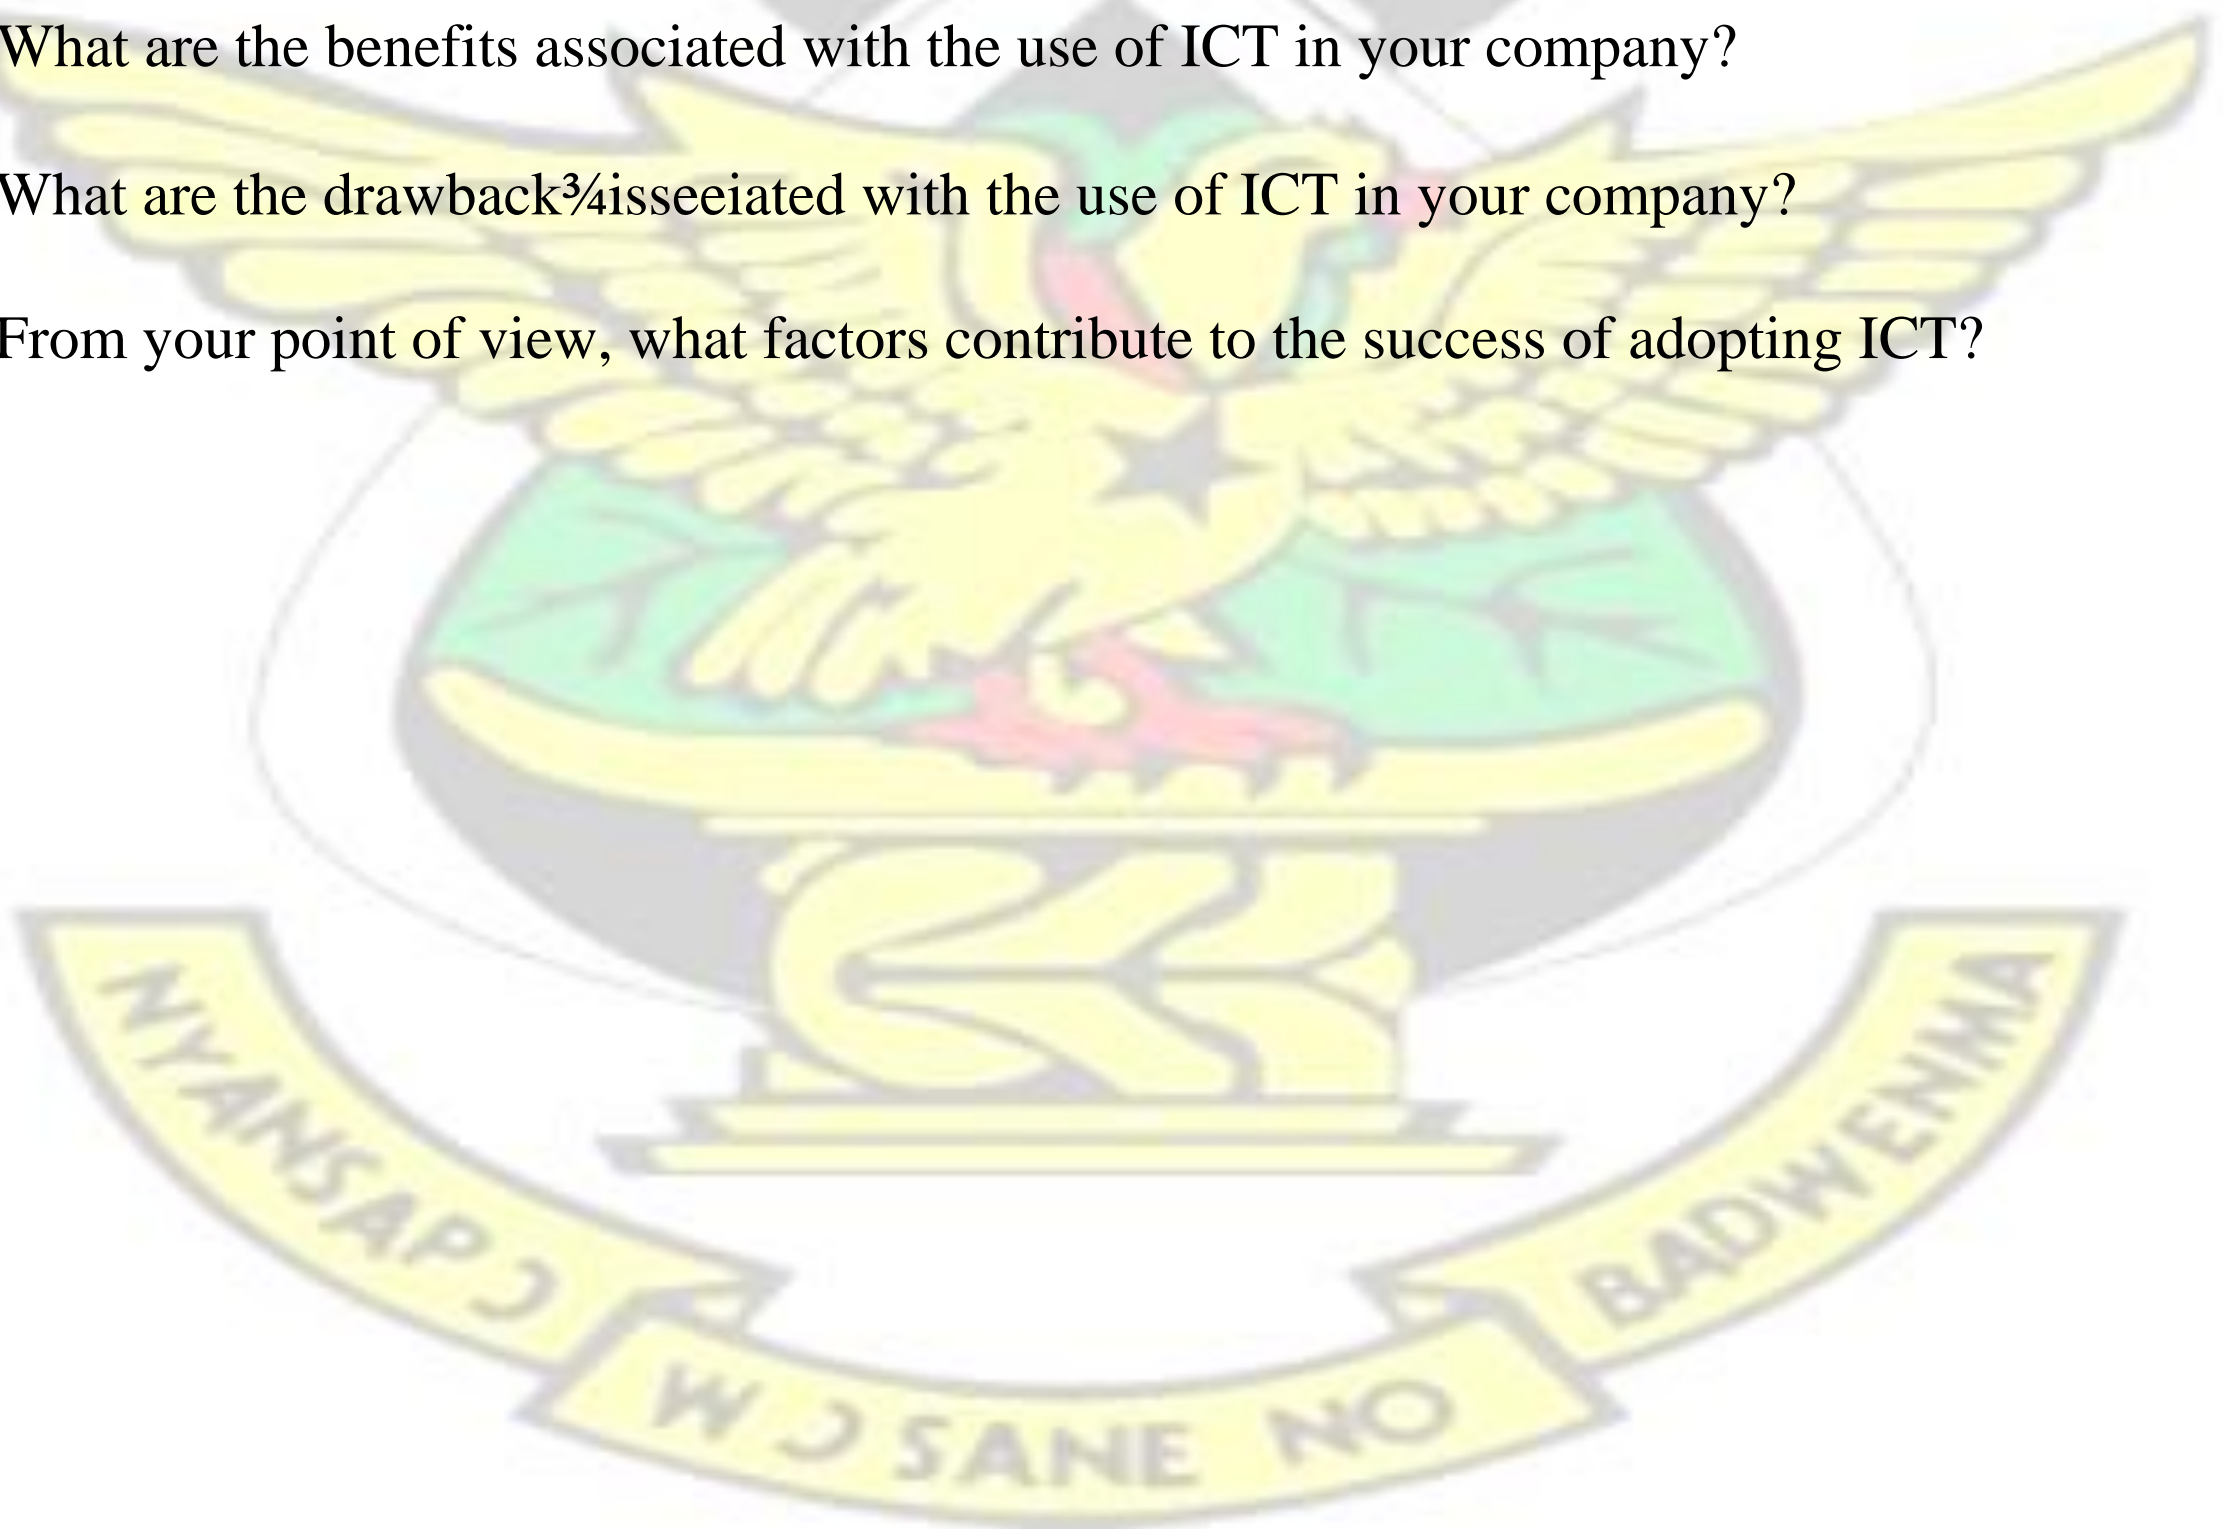 What are the benefits associated with the use of ICT in your company?
What are the drawback¾isseeiated with the use of ICT in your company?
From your point of view, what factors contribute to the success of adopting ICT?
NYANSAPƆ
WƆ SANE NO
BADWENMA